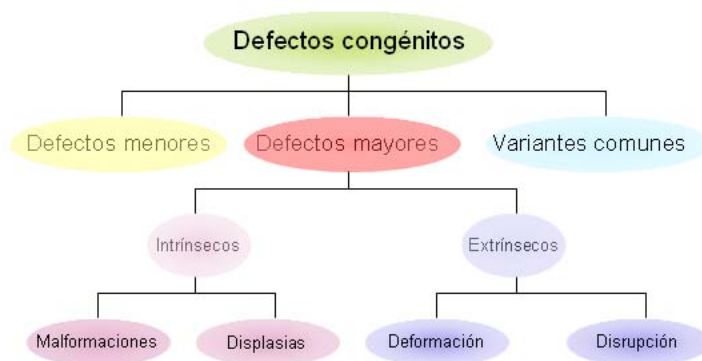 Defectos congénitos
Defectos menores
Defectos mayores
Variantes comunes
Intrínsecos
Extrínsecos
Malformaciones
Displasias
Deformación
Disrupción